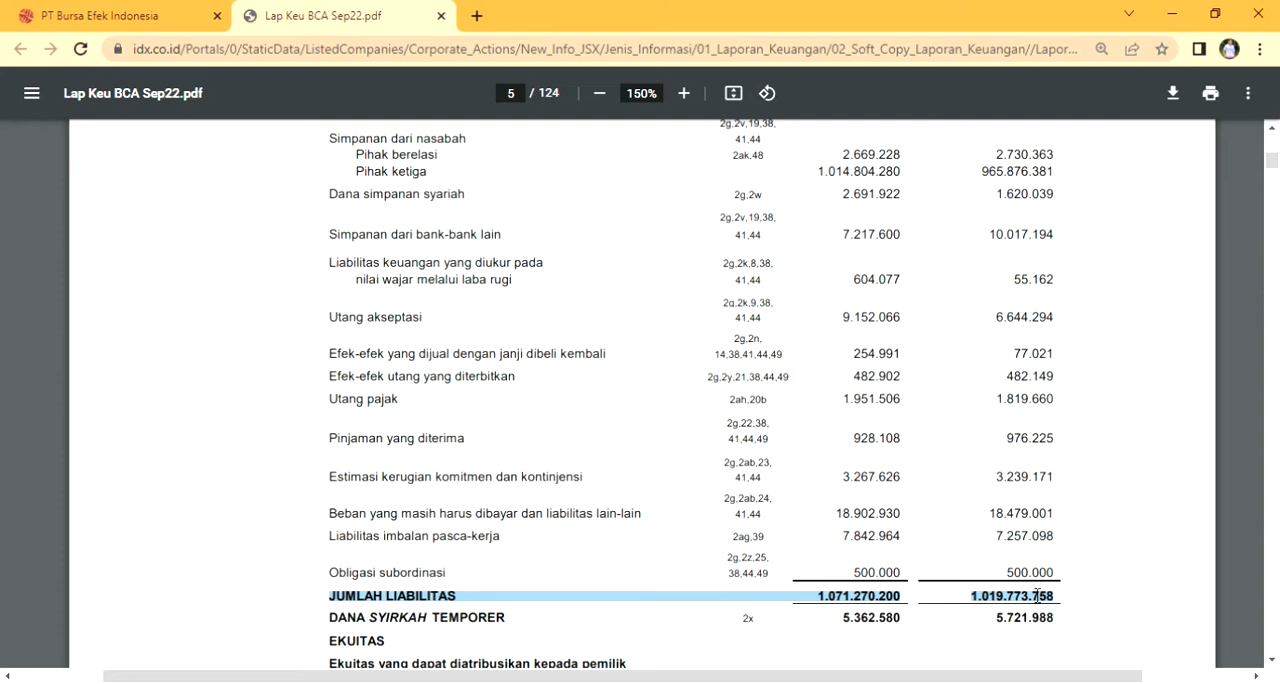 PT Bursa Efek Indonesia
Lap Keu BCA Sep22.pdf
idx.co.id/Portals/0/StaticData/ListedCompanies/Corporate_Actions/New_Info_JSX/Jenis_Informasi/01_Laporan_Keuangan/02_Soft_Copy_Laporan_Keuangan//Lapor...
Lap Keu BCA Sep22.pdf 5 / 124 150%
2g,2v,19,38,
Simpanan dari nasabah 41,44
Pihak berelasi 2ak,48 2.669.228 2.730.363
Pihak ketiga 1.014.804.280 965.876.381
Dana simpanan syariah 2g,2w 2.691.922 1.620.039
2g,2v,19,38,
Simpanan dari bank-bank lain 41,44 7.217.600 10.017.194
Liabilitas keuangan yang diukur pada 2g,2k,8,38,
nilai wajar melalui laba rugi 41,44 604.077 55.162
2g,2k,9,38,
Utang akseptasi 41,44 9.152.066 6.644.294
2g,2n,
Efek-efek yang dijual dengan janji dibeli kembali 14,38,41,44,49 254.991 77.021
Efek-efek utang yang diterbitkan 2g,2y,21,38,44,49 482.902 482.149
Utang pajak 2ah,20b 1.951.506 1.819.660
2g,22,38,
Pinjaman yang diterima 41,44,49 928.108 976.225
2g,2ab,23,
Estimasi kerugian komitmen dan kontinjensi 41,44 3.267.626 3.239.171
2g,2ab,24,
Beban yang masih harus dibayar dan liabilitas lain-lain 41,44 18.902.930 18.479.001
Liabilitas imbalan pasca-kerja 2ag,39 7.842.964 7.257.098
2g,2z,25,
Obligasi subordinasi 38,44,49 500.000 500.000
JUMLAH LIABILITAS 1.071.270.200 1.019.773.758
DANA SYIRKAH TEMPORER 2x 5.362.580 5.721.988
EKUITAS
Ekuitas yang dapat diatribusikan kepada pemilik